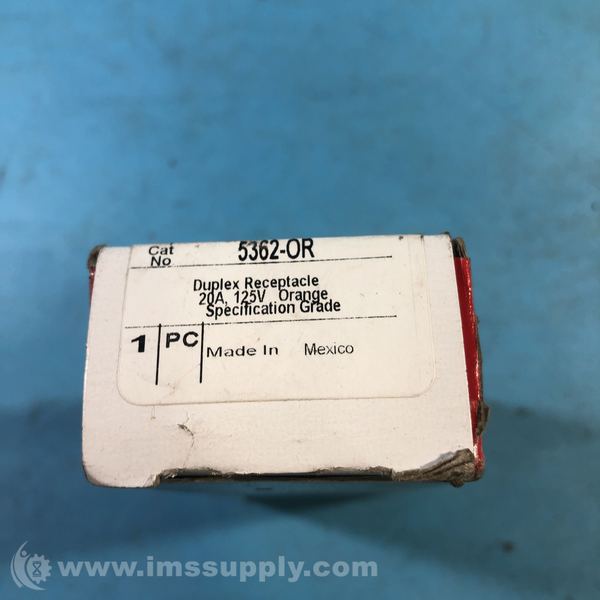 Cat No 5362-OR
Duplex Receptacle
20A, 125V Orange
Specification Grade
1 PC Made In Mexico
www.imssupply.com